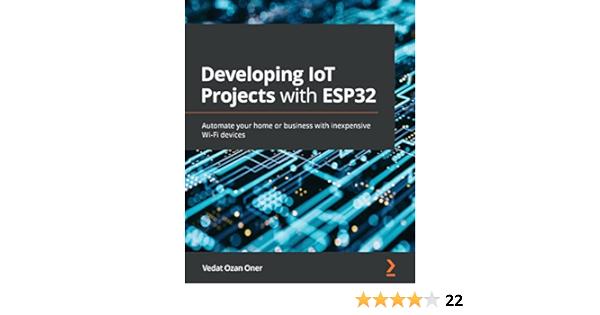 Developing IoT
Projects with ESP32
Automate your home or business with inexpensive
Wi-Fi devices
Vedat Ozan Oner
22